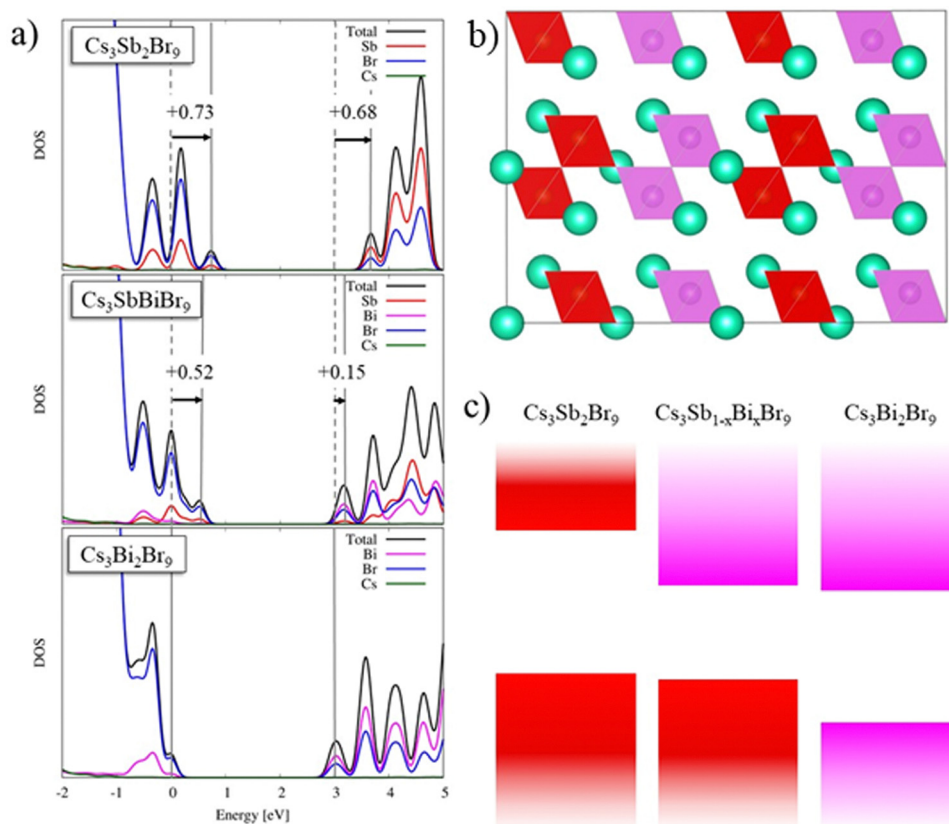 a)
Cs₃Sb₂Br₉
Total
Sb
Br
Cs
+0.73
+0.68
DOS
Cs₃SbBiBr₉
Total
Sb
Bi
Br
Cs
+0.52
+0.15
DOS
Cs₃Bi₂Br₉
Total
Bi
Br
Cs
DOS
-2 -1 0 1 2 3 4 5
Energy [eV]
b)
c)
Cs₃Sb₂Br₉ Cs₃Sb₁₋ₓBiₓBr₉ Cs₃Bi₂Br₉